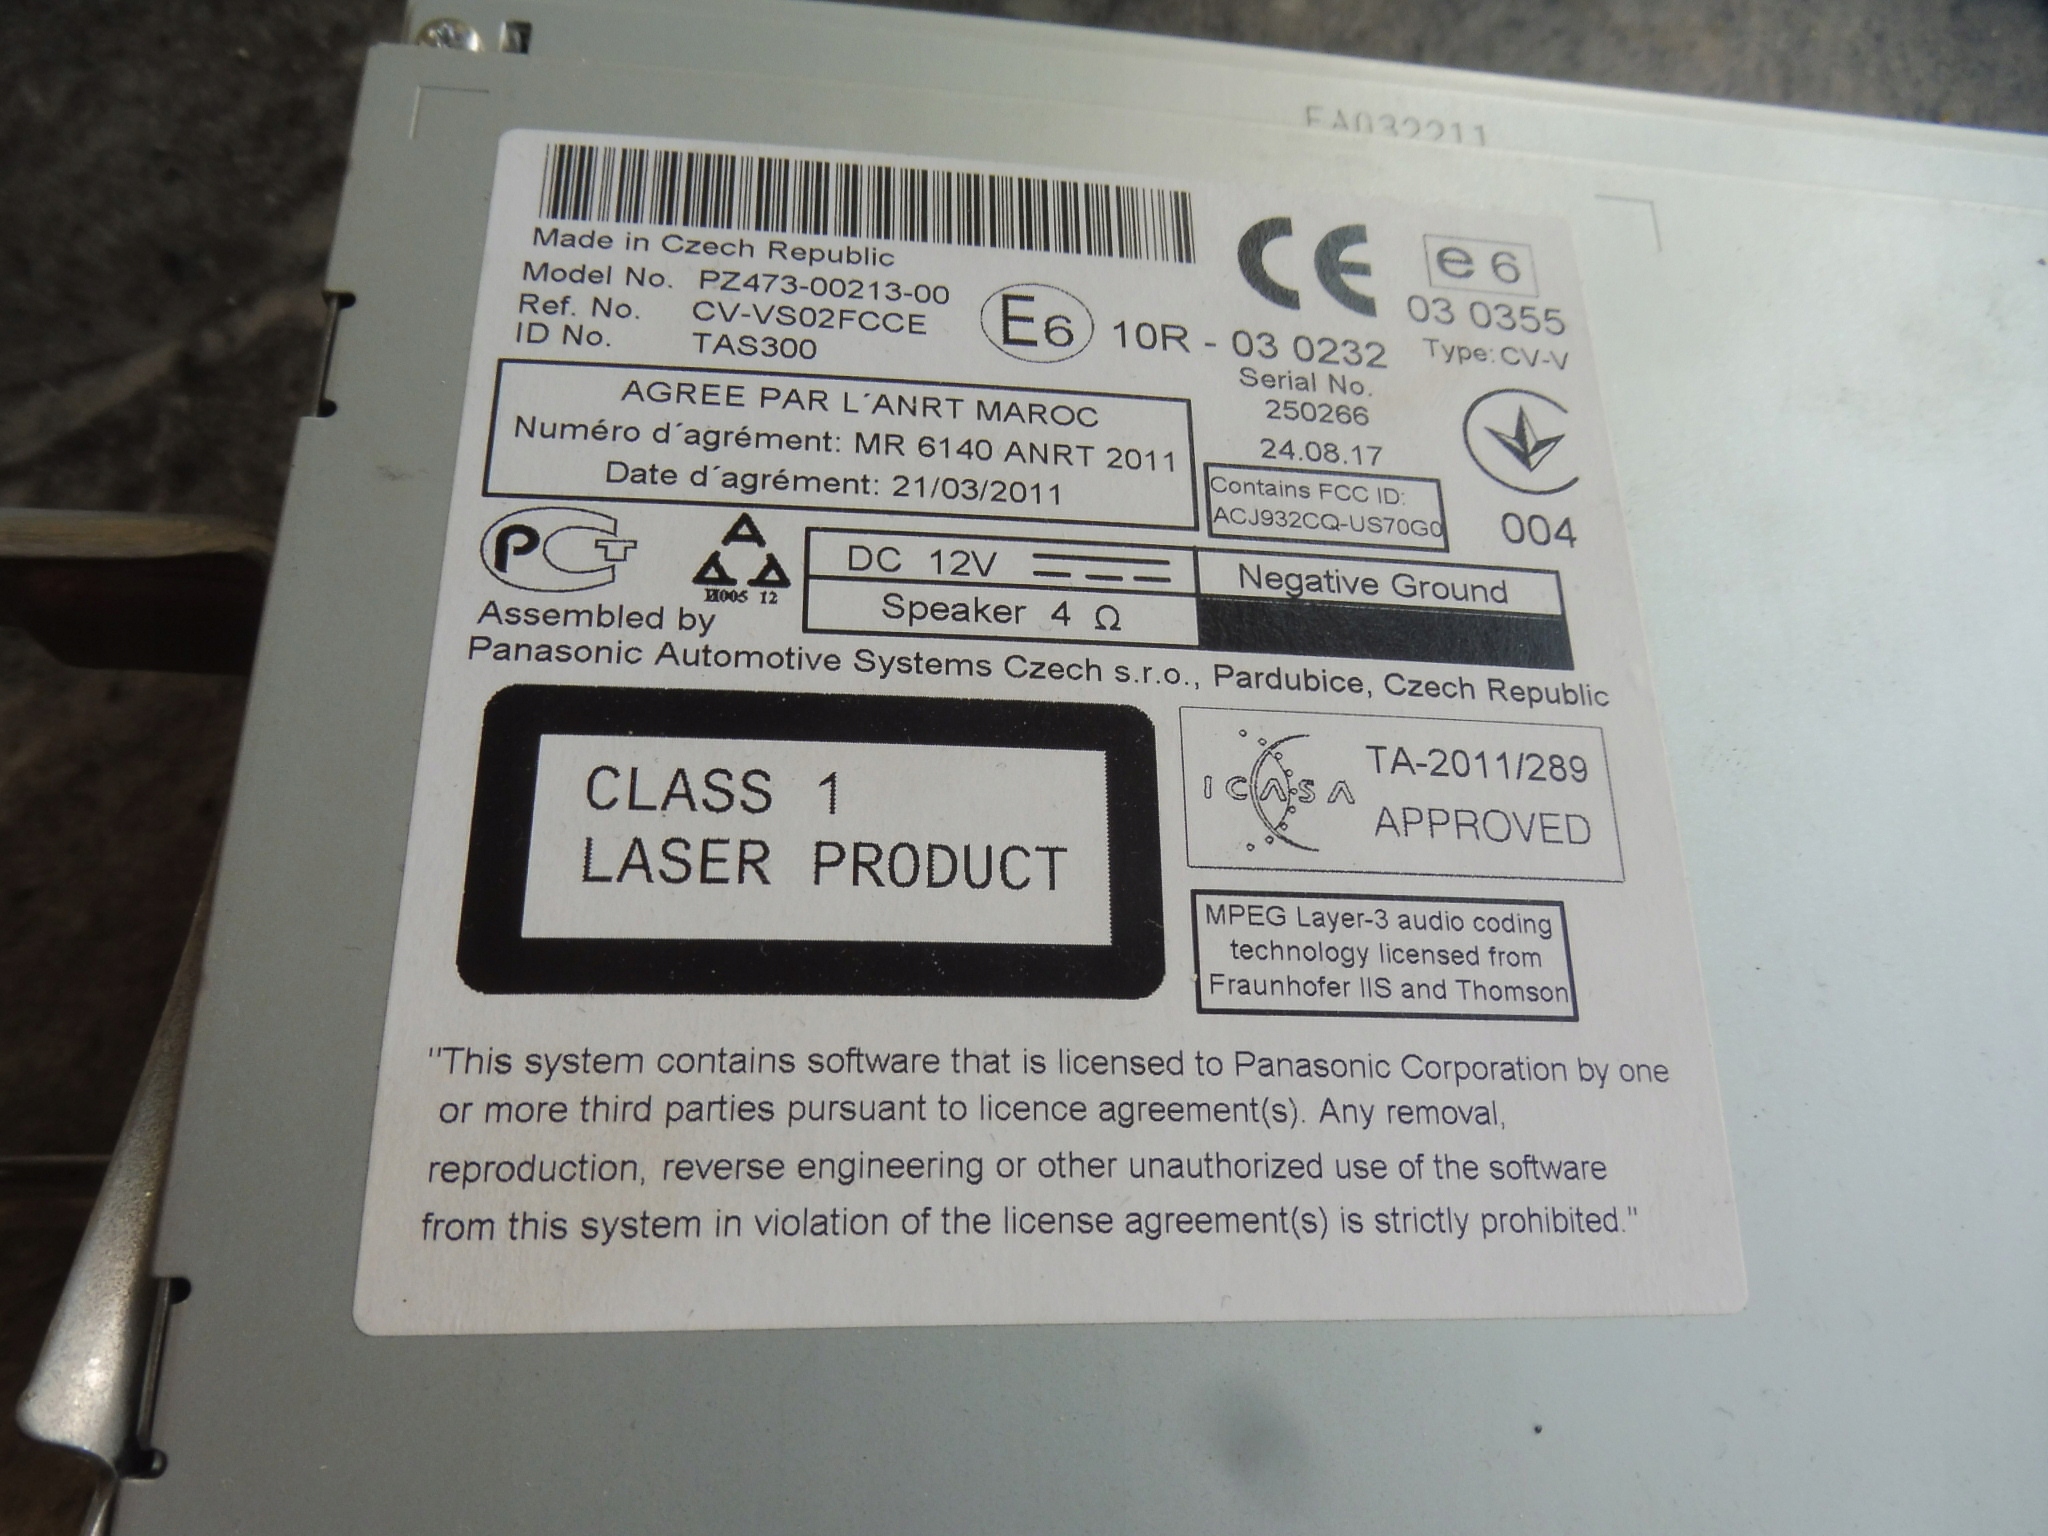 EA032211
Made in Czech Republic
Model No. PZ473-00213-00
Ref. No. CV-VS02FCCE
ID No. TAS300
E6 10R - 03 0232
CE
e6
03 0355
Type: CV-V
Serial No.
250266
24.08.17
AGREE PAR L´ANRT MAROC
Numéro d´agrément: MR 6140 ANRT 2011
Date d´agrément: 21/03/2011
Contains FCC ID:
ACJ932CQ-US70G0
004
PCT
005 12
DC 12V
Negative Ground
Speaker 4 Ω
Assembled by
Panasonic Automotive Systems Czech s.r.o., Pardubice, Czech Republic
CLASS 1
LASER PRODUCT
ICASA
TA-2011/289
APPROVED
MPEG Layer-3 audio coding
technology licensed from
Fraunhofer IIS and Thomson
"This system contains software that is licensed to Panasonic Corporation by one
or more third parties pursuant to licence agreement(s). Any removal,
reproduction, reverse engineering or other unauthorized use of the software
from this system in violation of the license agreement(s) is strictly prohibited."